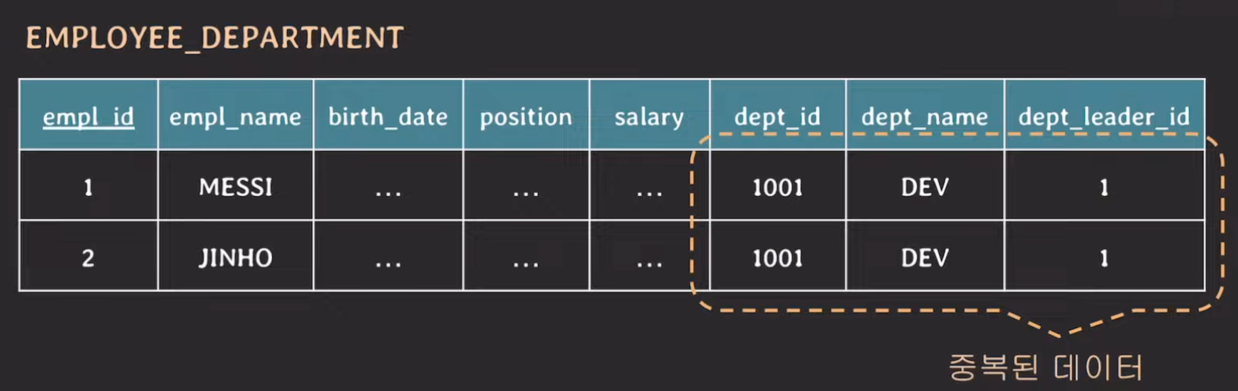 EMPLOYEE_DEPARTMENT
empl_id empl_name birth_date position salary dept_id dept_name dept_leader_id
1 MESSI ... ... ... 1001 DEV 1
2 JINHO ... ... ... 1001 DEV 1
중복된 데이터